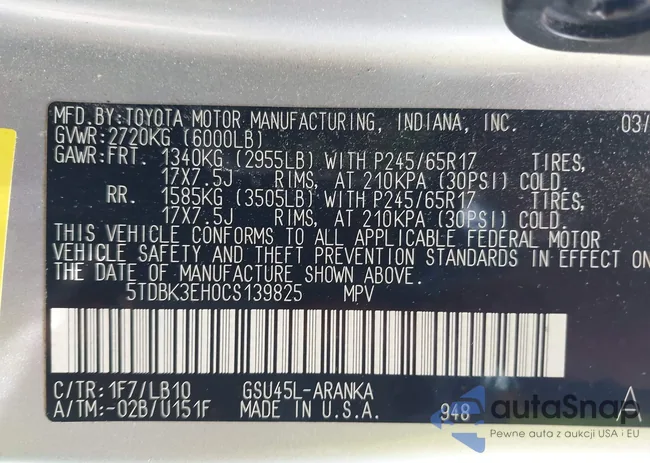 MFD.BY:TOYOTA MOTOR MANUFACTURING, INDIANA, INC. 03/
GVWR:2720KG (6000LB)
GAWR:FRT. 1340KG (2955LB) WITH P245/65R17 TIRES,
17X7.5J RIMS, AT 210KPA (30PSI) COLD.
RR. 1585KG (3505LB) WITH P245/65R17 TIRES,
17X7.5J RIMS, AT 210KPA (30PSI) COLD.
THIS VEHICLE CONFORMS TO ALL APPLICABLE FEDERAL MOTOR
VEHICLE SAFETY AND THEFT PREVENTION STANDARDS IN EFFECT ON
THE DATE OF MANUFACTURE SHOWN ABOVE.
5TDBK3EH0CS139825 MPV
C/TR:1F7/LB10 GSU45L-ARANKA A
A/TM:-02B/U151F MADE IN U.S.A. 948
autaSnap
Pewne auta z aukcji USA i EU